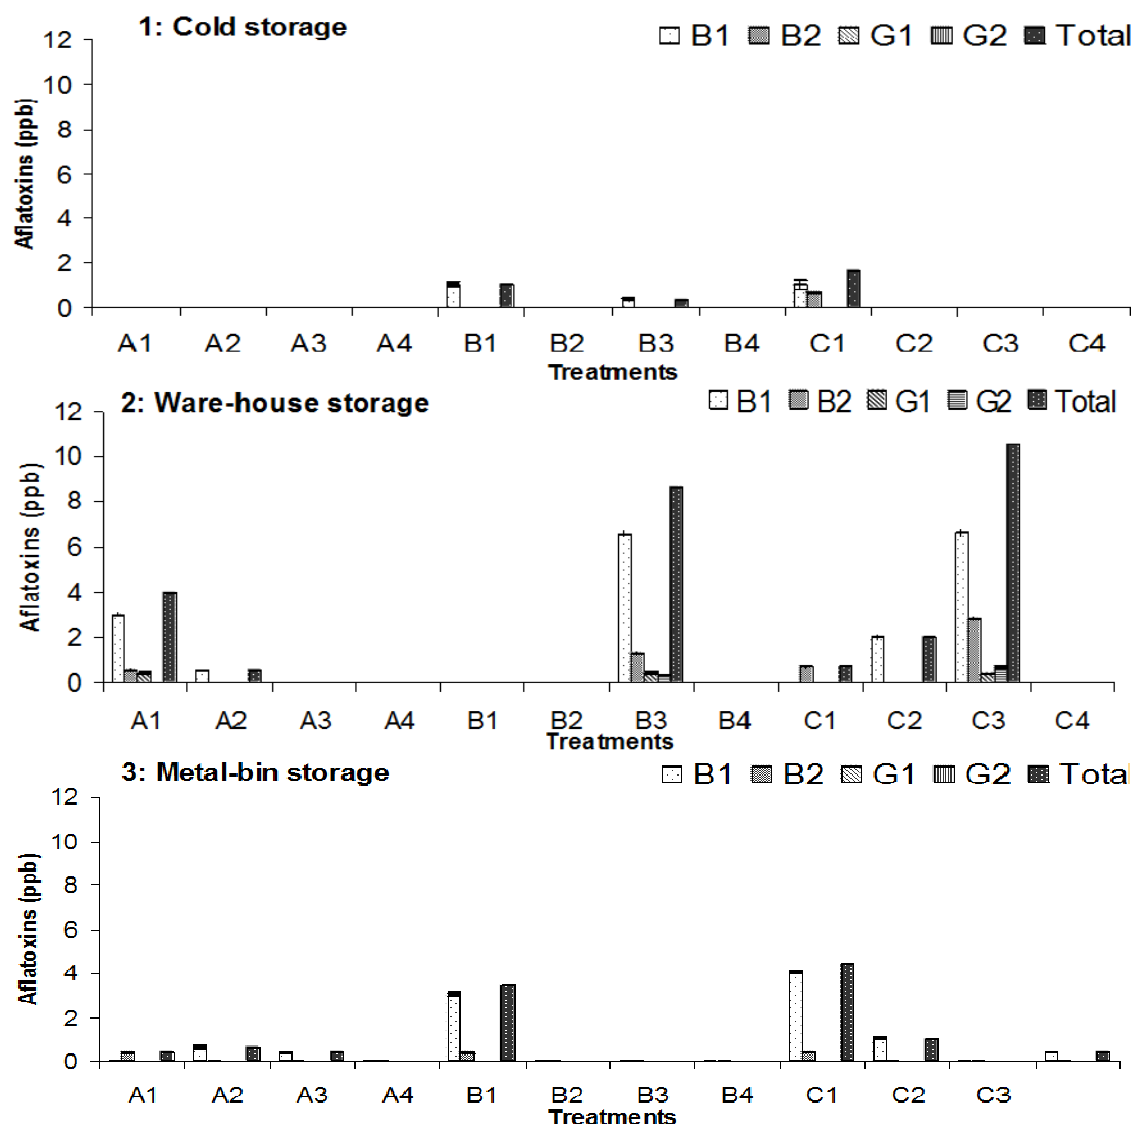 1: Cold storage
B1 B2 G1 G2 Total
Aflatoxins (ppb)
12
10
8
6
4
2
0
A1 A2 A3 A4 B1 B2 B3 B4 C1 C2 C3 C4
Treatments
2: Ware-house storage
B1 B2 G1 G2 Total
Aflatoxins (ppb)
12
10
8
6
4
2
0
A1 A2 A3 A4 B1 B2 B3 B4 C1 C2 C3 C4
Treatments
3: Metal-bin storage
B1 B2 G1 G2 Total
Aflatoxins (ppb)
12
10
8
6
4
2
0
A1 A2 A3 A4 B1 B2 B3 B4 C1 C2 C3
Treatments